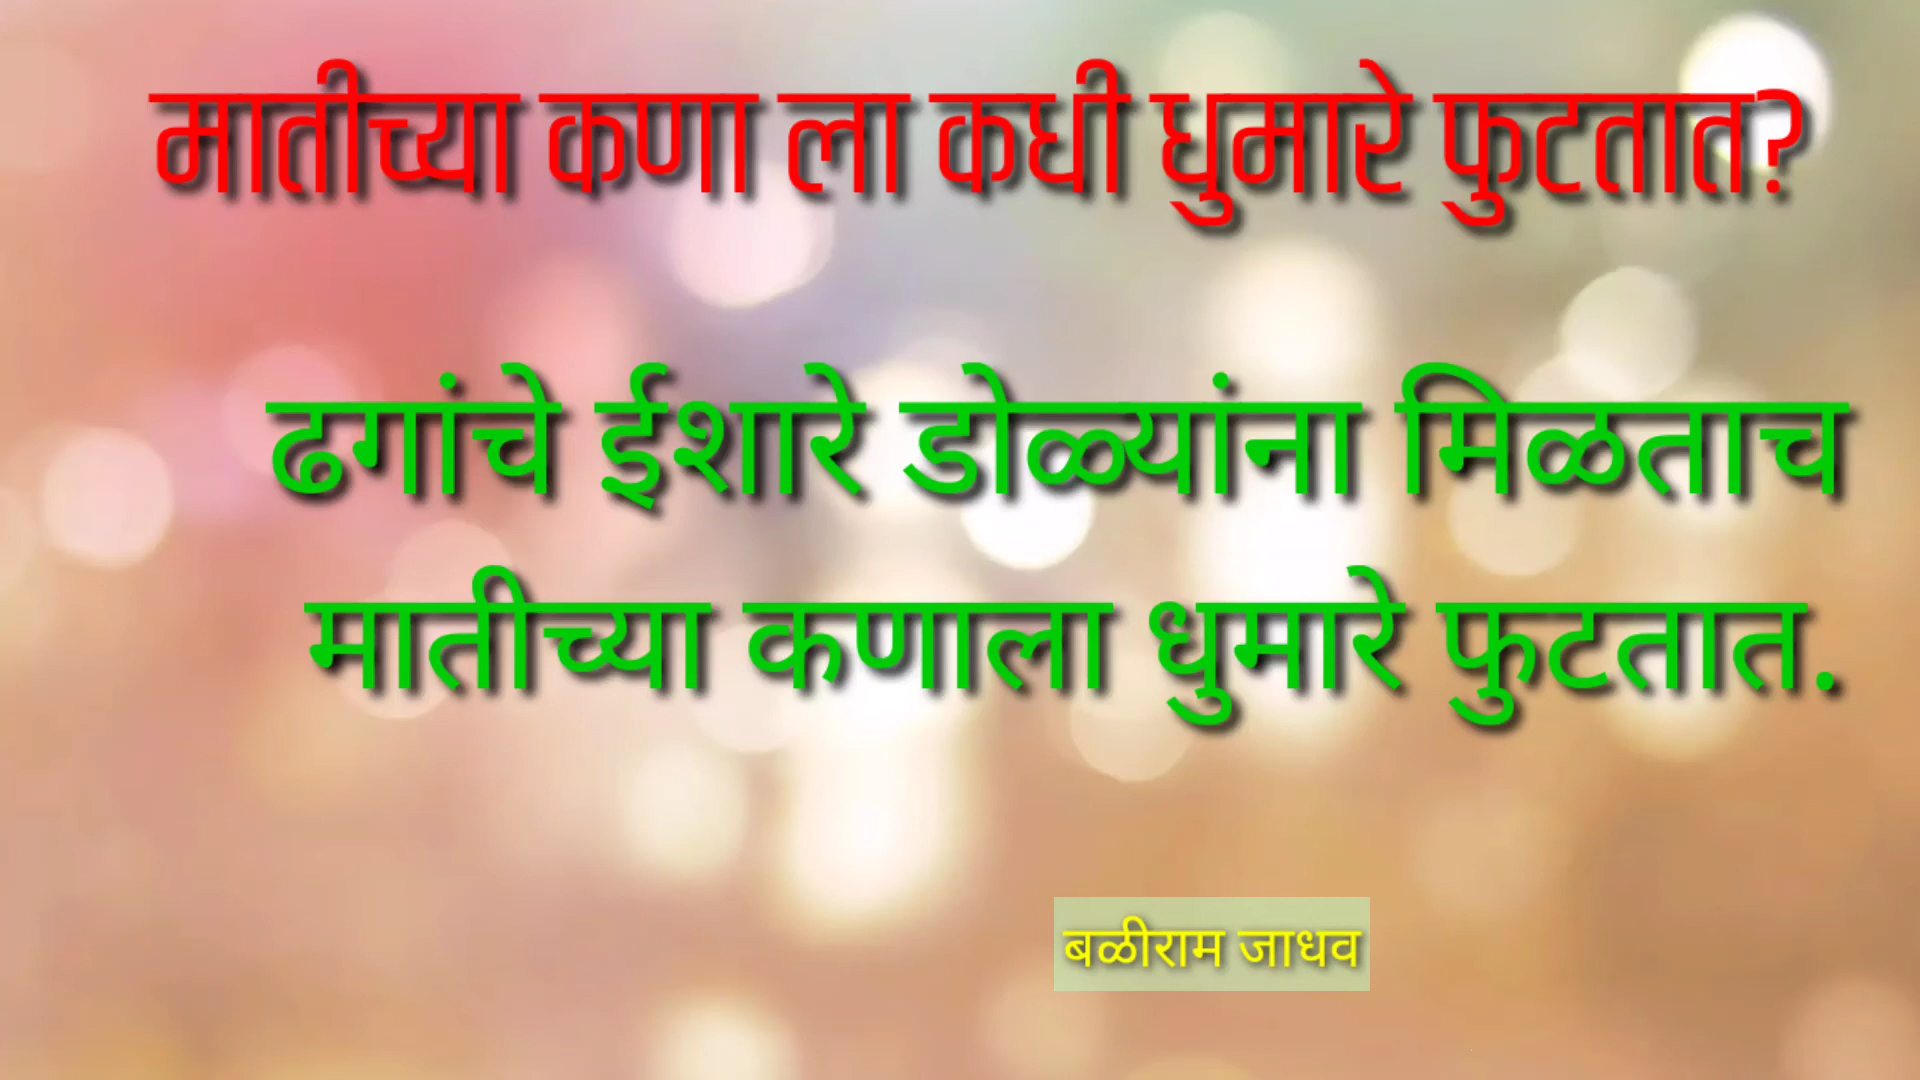 मातीच्या कणा ला कधी धुमारे फुटतात?
ढगांचे ईशारे डोळ्यांना मिळताच
मातीच्या कणाला धुमारे फुटतात.
बळीराम जाधव